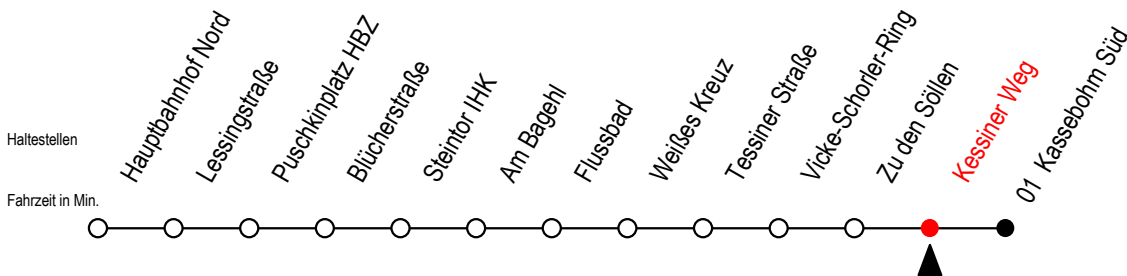 Haltestellen
Fahrzeit in Min.
Hauptbahnhof Nord
Lessingstraße
Puschkinplatz HBZ
Blücherstraße
Steintor IHK
Am Bagehl
Flussbad
Weißes Kreuz
Tessiner Straße
Vicke-Schorler-Ring
Zu den Söllen
Kessiner Weg
01 Kassebohm Süd